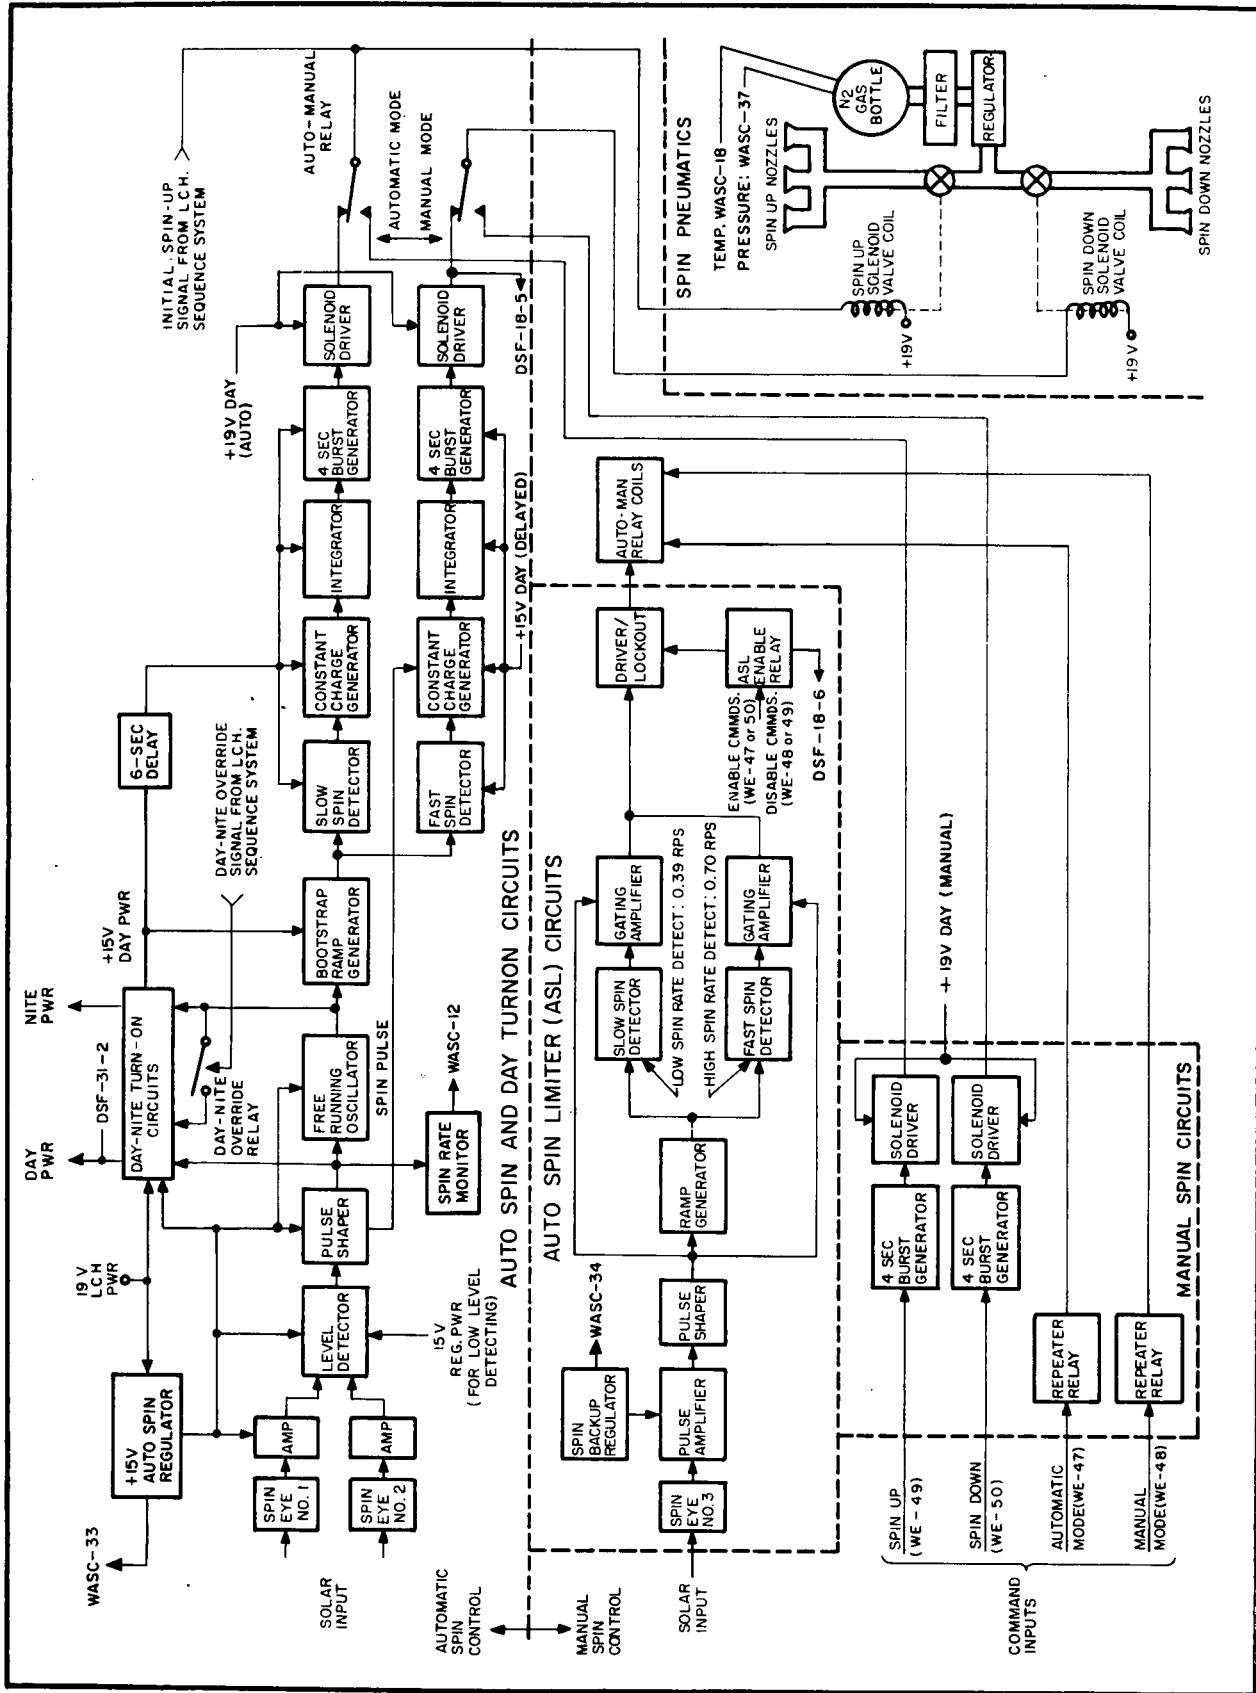 WASC-33
+15V
AUTO SPIN
REGULATOR
19 V
LCH
PWR
DAY
PWR
DSF-31-2
NITE
PWR
DAY-NITE TURN-ON
CIRCUITS
+15V
DAY PWR
6-SEC
DELAY
DAY-NITE OVERRIDE
SIGNAL FROM L.C.H.
SEQUENCE SYSTEM
DAY-NITE
OVERRIDE
RELAY
+19V DAY
(AUTO)
INITIAL SPIN-UP
SIGNAL FROM L.C.H.
SEQUENCE SYSTEM
AUTO-MANUAL
RELAY
AUTOMATIC MODE
MANUAL MODE
SOLAR
INPUT
SPIN
EYE
NO. 1
AMP
SPIN
EYE
NO. 2
AMP
LEVEL
DETECTOR
15V
REG. PWR
(FOR LOW LEVEL
DETECTING)
PULSE
SHAPER
FREE
RUNNING
OSCILLATOR
SPIN PULSE
SPIN RATE
MONITOR
WASC-12
BOOTSTRAP
RAMP
GENERATOR
SLOW
SPIN
DETECTOR
CONSTANT
CHARGE
GENERATOR
INTEGRATOR
4 SEC
BURST
GENERATOR
SOLENOID
DRIVER
FAST
SPIN
DETECTOR
CONSTANT
CHARGE
GENERATOR
INTEGRATOR
4 SEC
BURST
GENERATOR
SOLENOID
DRIVER
+15V DAY (DELAYED)
DSF-18-5
AUTOMATIC
SPIN
CONTROL
AUTO SPIN AND DAY TURNON CIRCUITS
MANUAL
SPIN
CONTROL
AUTO SPIN LIMITER (ASL) CIRCUITS
SOLAR
INPUT
SPIN
EYE
NO.3
SPIN
BACKUP
REGULATOR
WASC-34
PULSE
AMPLIFIER
PULSE
SHAPER
RAMP
GENERATOR
SLOW SPIN
DETECTOR
GATING
AMPLIFIER
LOW SPIN RATE DETECT: 0.39 RPS
HIGH SPIN RATE DETECT: 0.70 RPS
FAST SPIN
DETECTOR
GATING
AMPLIFIER
DRIVER/
LOCKOUT
ENABLE CMMDS.
(WE-47 or 50)
DISABLE CMMDS.
(WE-48 or 49)
ASL
ENABLE
RELAY
DSF-18-6
AUTO-MAN
RELAY COILS
SPIN PNEUMATICS
TEMP. WASC-18
PRESSURE: WASC-37
N2
GAS
BOTTLE
FILTER
REGULATOR
SPIN UP NOZZLES
SPIN UP
SOLENOID
VALVE COIL
+19V
SPIN DOWN
SOLENOID
VALVE COIL
+19V
SPIN DOWN NOZZLES
COMMAND
INPUTS
SPIN UP
(WE-49)
SPIN DOWN
(WE-50)
AUTOMATIC
MODE(WE-47)
MANUAL
MODE(WE-48)
4 SEC
BURST
GENERATOR
SOLENOID
DRIVER
4 SEC
BURST
GENERATOR
SOLENOID
DRIVER
+19V DAY (MANUAL)
REPEATER
RELAY
REPEATER
RELAY
MANUAL SPIN CIRCUITS